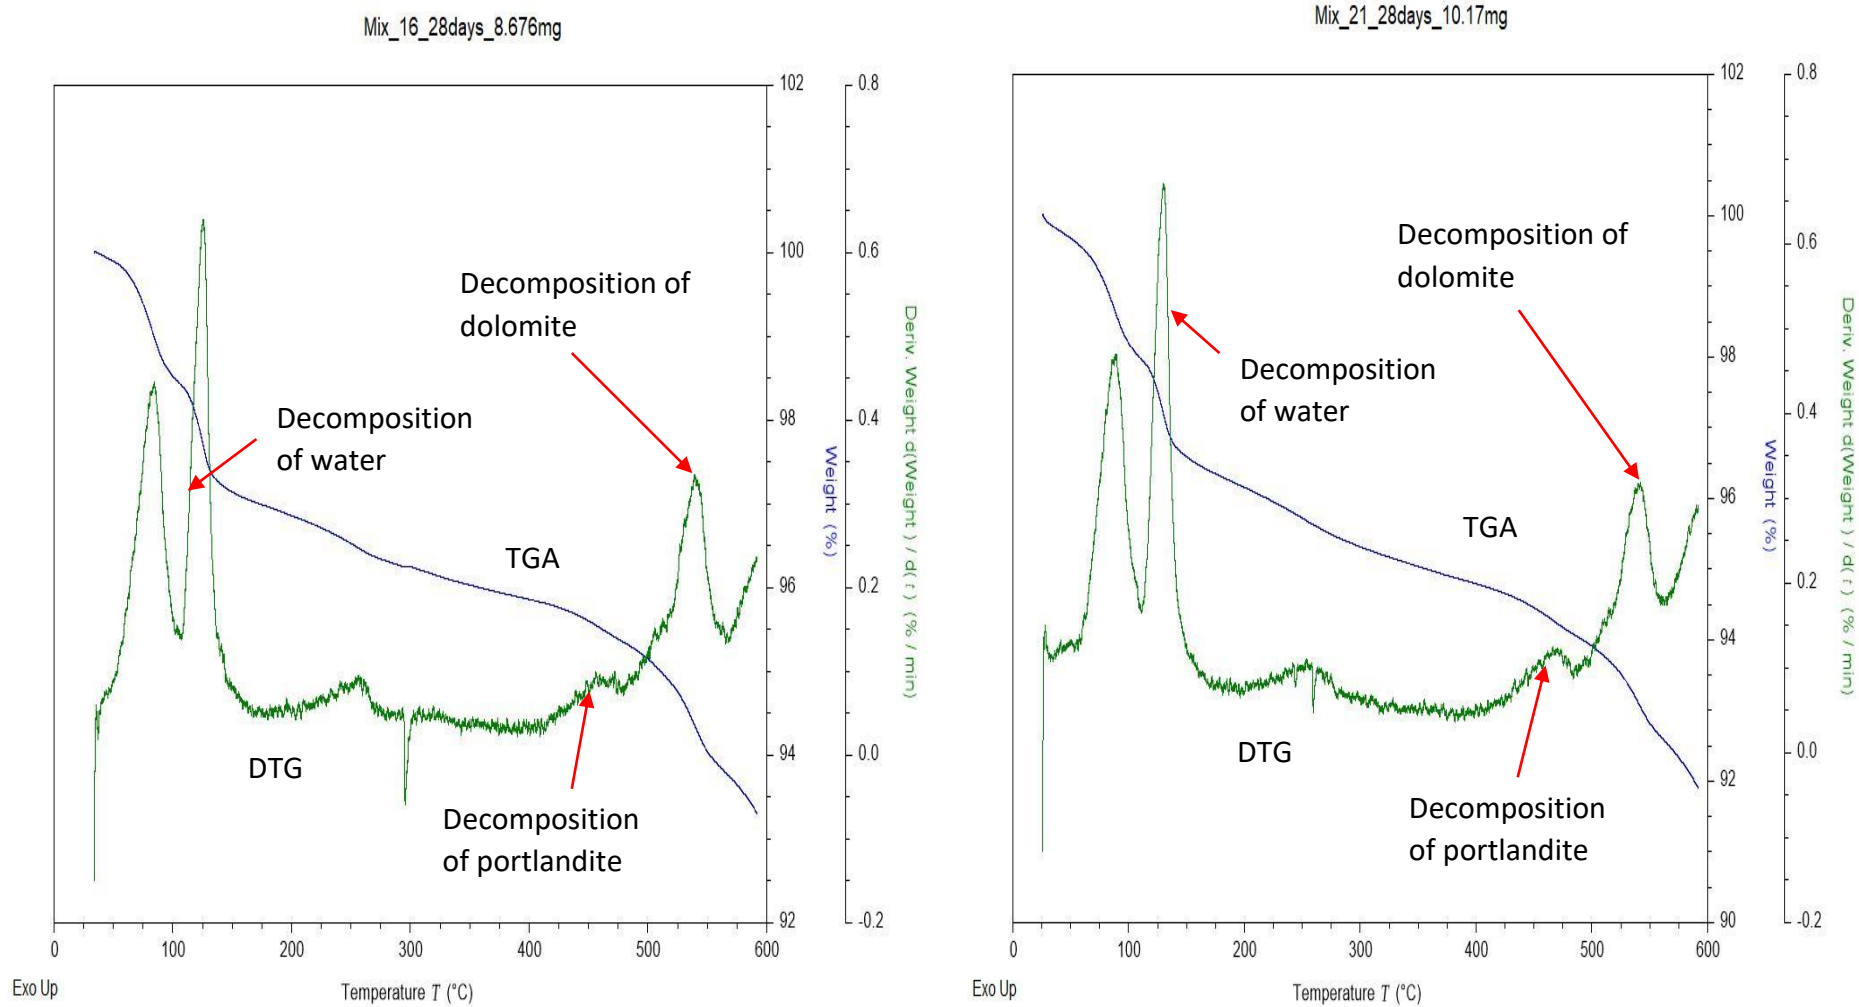 Mix_16_28days_8.676mg
102
0.8
100
0.6
Decomposition of
dolomite
Decomposition
of water
98
0.4
TGA
96
0.2
DTG
94
0.0
Decomposition
of portlandite
92
-0.2
0
100
200
300
400
500
600
Weight (%)
Deriv. Weight d(Weight) / d(t) (% / min)
Exo Up
Temperature T (°C)
Mix_21_28days_10.17mg
102
0.8
100
0.6
Decomposition of
dolomite
Decomposition
of water
98
0.4
TGA
96
0.2
94
DTG
0.0
92
Decomposition
of portlandite
90
-0.2
0
100
200
300
400
500
600
Weight (%)
Deriv. Weight d(Weight) / d(t) (% / min)
Exo Up
Temperature T (°C)